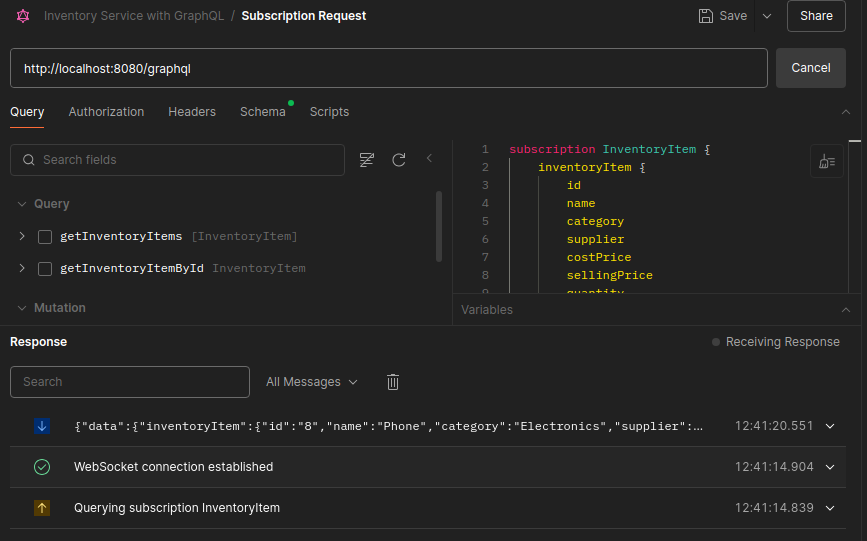 Inventory Service with GraphQL / Subscription Request Save Share
http://localhost:8080/graphql Cancel
Query Authorization Headers Schema Scripts
Search fields
Query
getInventoryItems [InventoryItem]
getInventoryItemById InventoryItem
Mutation
1 subscription InventoryItem {
2 inventoryItem {
3 id
4 name
5 category
6 supplier
7 costPrice
8 sellingPrice
9 quantity
Variables
Response Receiving Response
Search All Messages
{"data":{"inventoryItem":{"id":"8","name":"Phone","category":"Electronics","supplier":... 12:41:20.551
WebSocket connection established 12:41:14.904
Querying subscription InventoryItem 12:41:14.839